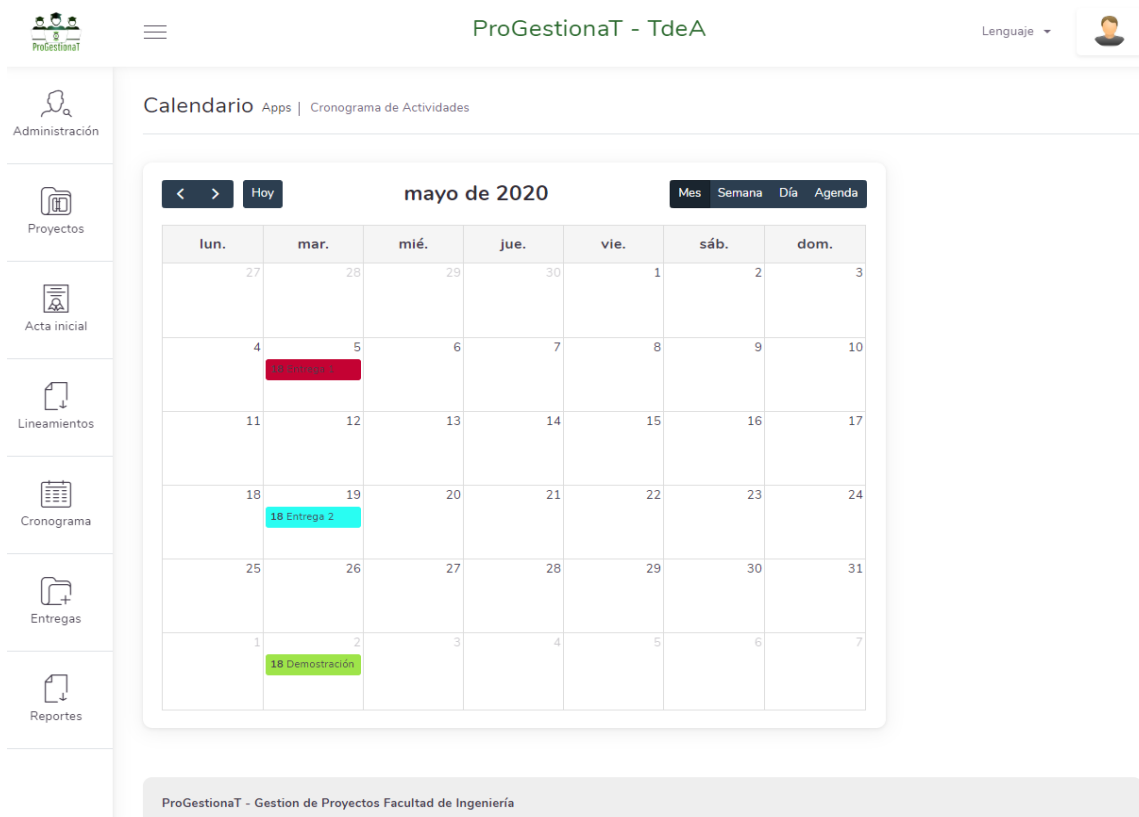 ProGestionaT
ProGestionaT - TdeA
Lenguaje
Administración
Proyectos
Acta inicial
Lineamientos
Cronograma
Entregas
Reportes
Calendario Apps | Cronograma de Actividades
Hoy
mayo de 2020
Mes Semana Día Agenda
lun. mar. mié. jue. vie. sáb. dom.
27 28 29 30 1 2 3
4 5 6 7 8 9 10
18 Entrega
11 12 13 14 15 16 17
18 19 20 21 22 23 24
18 Entrega 2
25 26 27 28 29 30 31
1 2 3 4 5 6 7
18 Demostración
ProGestionaT - Gestion de Proyectos Facultad de Ingeniería